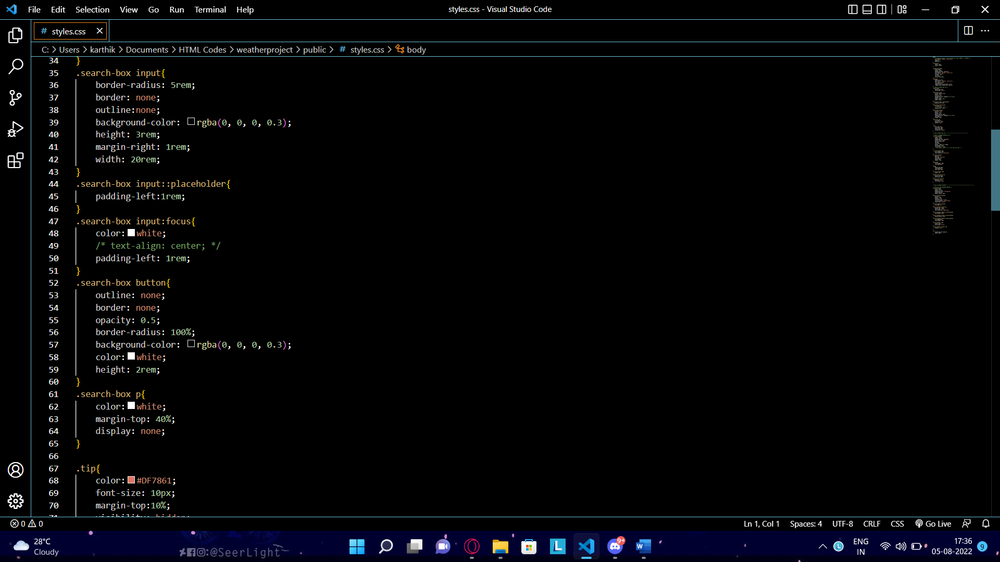 File Edit Selection View Go Run Terminal Help
styles.css - Visual Studio Code
# styles.css
C: > Users > karthik > Documents > HTML Codes > weatherproject > public > # styles.css > body
34 }
35 .search-box input{
36 border-radius: 5rem;
37 border: none;
38 outline:none;
39 background-color: rgba(0, 0, 0, 0.3);
40 height: 3rem;
41 margin-right: 1rem;
42 width: 20rem;
43 }
44 .search-box input::placeholder{
45 padding-left:1rem;
46 }
47 .search-box input:focus{
48 color: white;
49 /* text-align: center; */
50 padding-left: 1rem;
51 }
52 .search-box button{
53 outline: none;
54 border: none;
55 opacity: 0.5;
56 border-radius: 100%;
57 background-color: rgba(0, 0, 0, 0.3);
58 color: white;
59 height: 2rem;
60 }
61 .search-box p{
62 color: white;
63 margin-top: 40%;
64 display: none;
65 }
66
67 .tip{
68 color: #DF7861;
69 font-size: 10px;
70 margin-top:10%;
71 visibility: hidden;
0 0
Ln 1, Col 1 Spaces: 4 UTF-8 CRLF CSS Go Live
28°C
Cloudy
:@SeerLight
9+
ENG
IN
17:36
05-08-2022
9